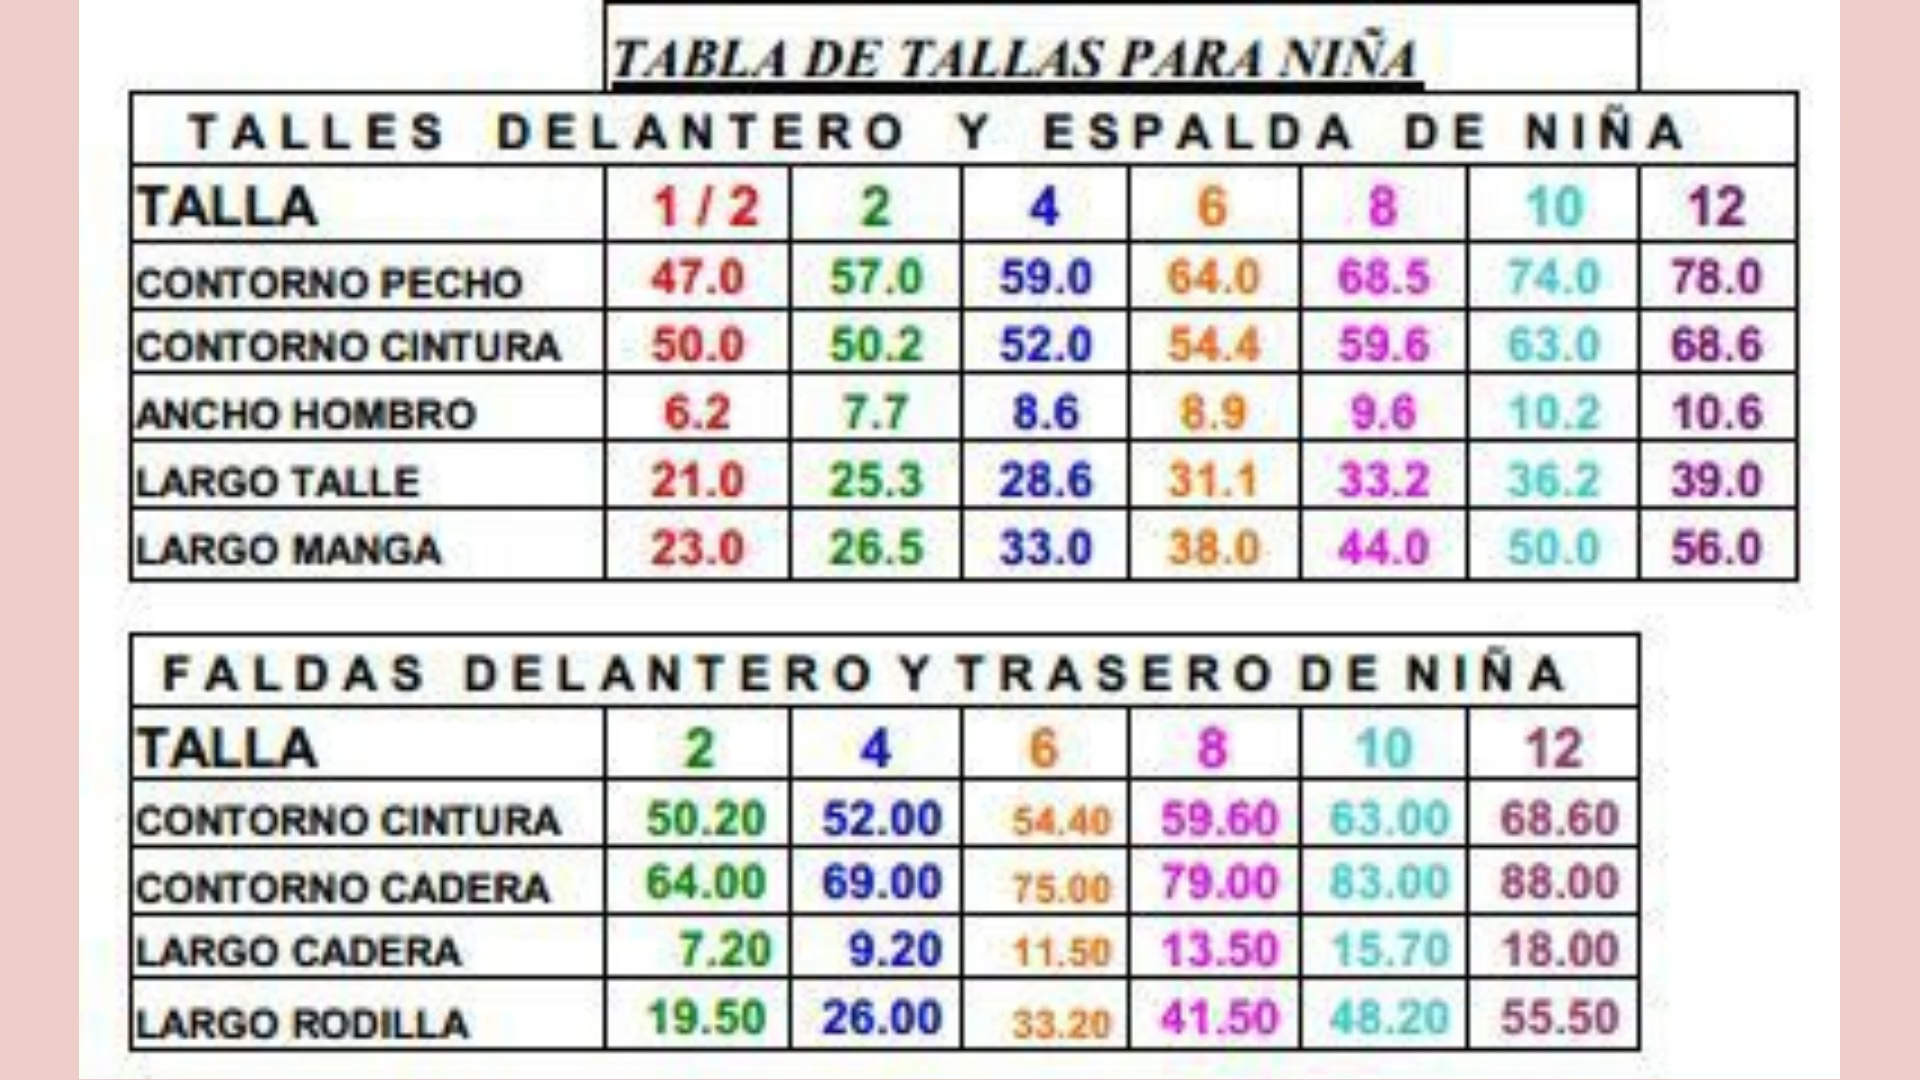 TABLA DE TALLAS PARA NIÑA
TALLES DELANTERO Y ESPALDA DE NIÑA
TALLA 1 / 2 2 4 6 8 10 12
CONTORNO PECHO 47.0 57.0 59.0 64.0 68.5 74.0 78.0
CONTORNO CINTURA 50.0 50.2 52.0 54.4 59.6 63.0 68.6
ANCHO HOMBRO 6.2 7.7 8.6 8.9 9.6 10.2 10.6
LARGO TALLE 21.0 25.3 28.6 31.1 33.2 36.2 39.0
LARGO MANGA 23.0 26.5 33.0 38.0 44.0 50.0 56.0
FALDAS DELANTERO Y TRASERO DE NIÑA
TALLA 2 4 6 8 10 12
CONTORNO CINTURA 50.20 52.00 54.40 59.60 63.00 68.60
CONTORNO CADERA 64.00 69.00 75.00 79.00 83.00 88.00
LARGO CADERA 7.20 9.20 11.50 13.50 15.70 18.00
LARGO RODILLA 19.50 26.00 33.20 41.50 48.20 55.50